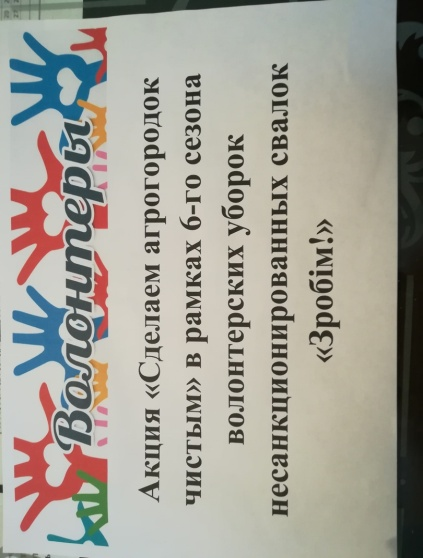 Волонтеры
Акция «Сделаем агрогородок
чистым» в рамках 6-го сезона
волонтерских уборок
несанкционированных свалок
«Зробім!»